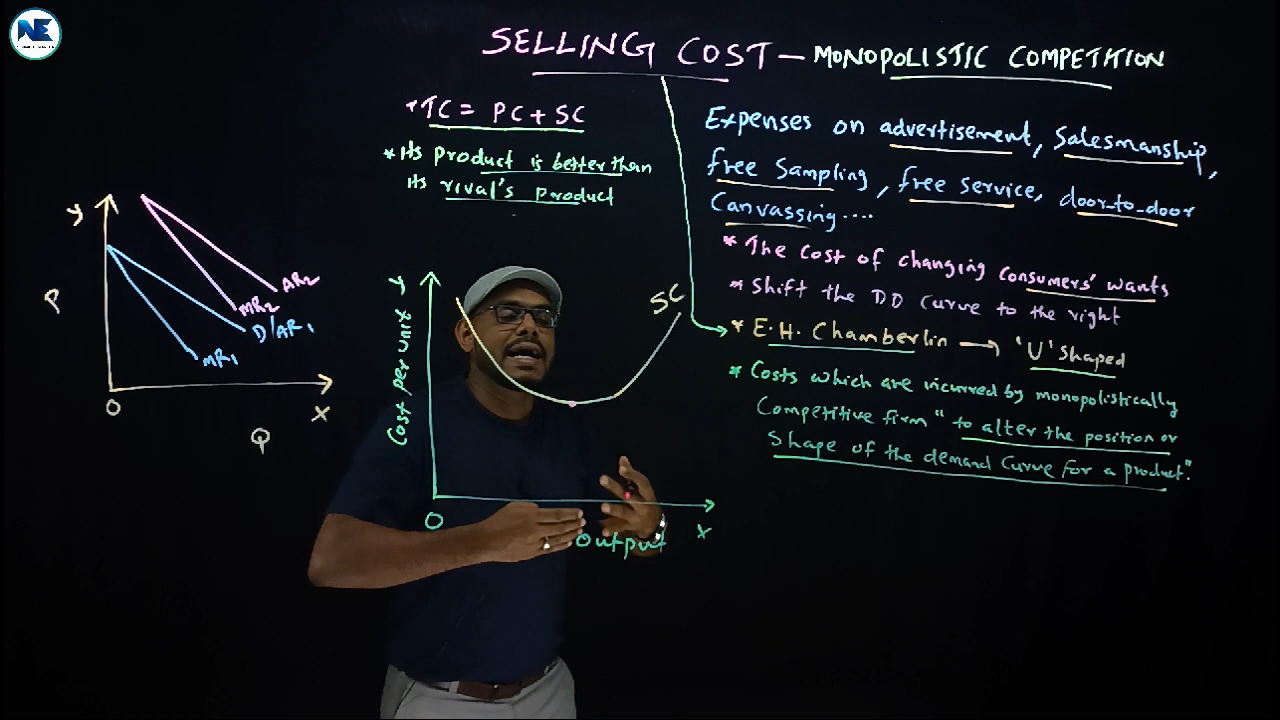 NE
SELLING COST - MONOPOLISTIC COMPETITION
*TC = PC + SC
* Its product is better than
its rival's product
Expenses on advertisement, Salesmanship,
free Sampling, free service, door-to-door
Canvassing....
* The cost of changing consumers' wants
* Shift the DD curve to the right
* E.H. Chamberlin → 'U' shaped
* Costs which are incurred by monopolistically
Competitive firm "to alter the position or
Shape of the demand curve for a product".
y
P
AR2
MR2
D/AR1
MR1
O
X
Q
Cost per unit y
SC
O
output
X